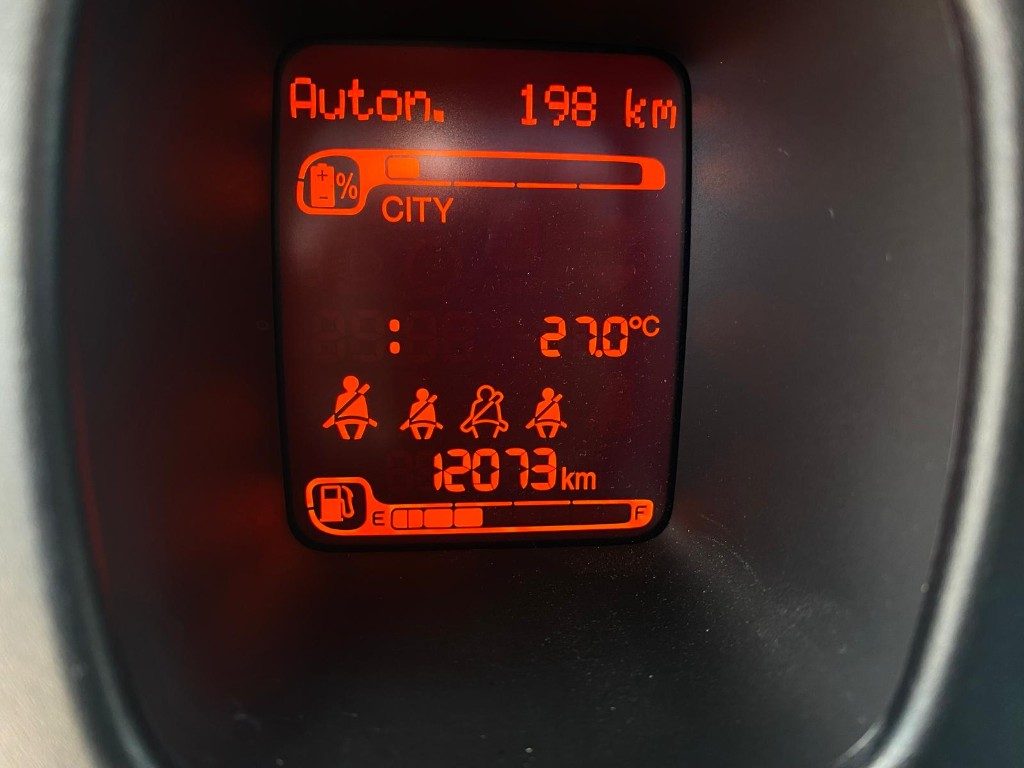 Auton. 198 km
%
CITY
: 27.0°C
12073 km
E F